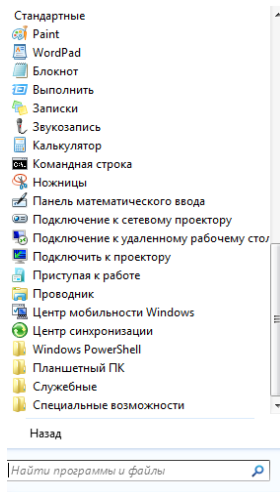 Стандартные
Paint
WordPad
Блокнот
Выполнить
Записки
Звукозапись
Калькулятор
Командная строка
Ножницы
Панель математического ввода
Подключение к сетевому проектору
Подключение к удаленному рабочему стол
Подключить к проектору
Приступая к работе
Проводник
Центр мобильности Windows
Центр синхронизации
Windows PowerShell
Планшетный ПК
Служебные
Специальные возможности
Назад
Найти программы и файлы